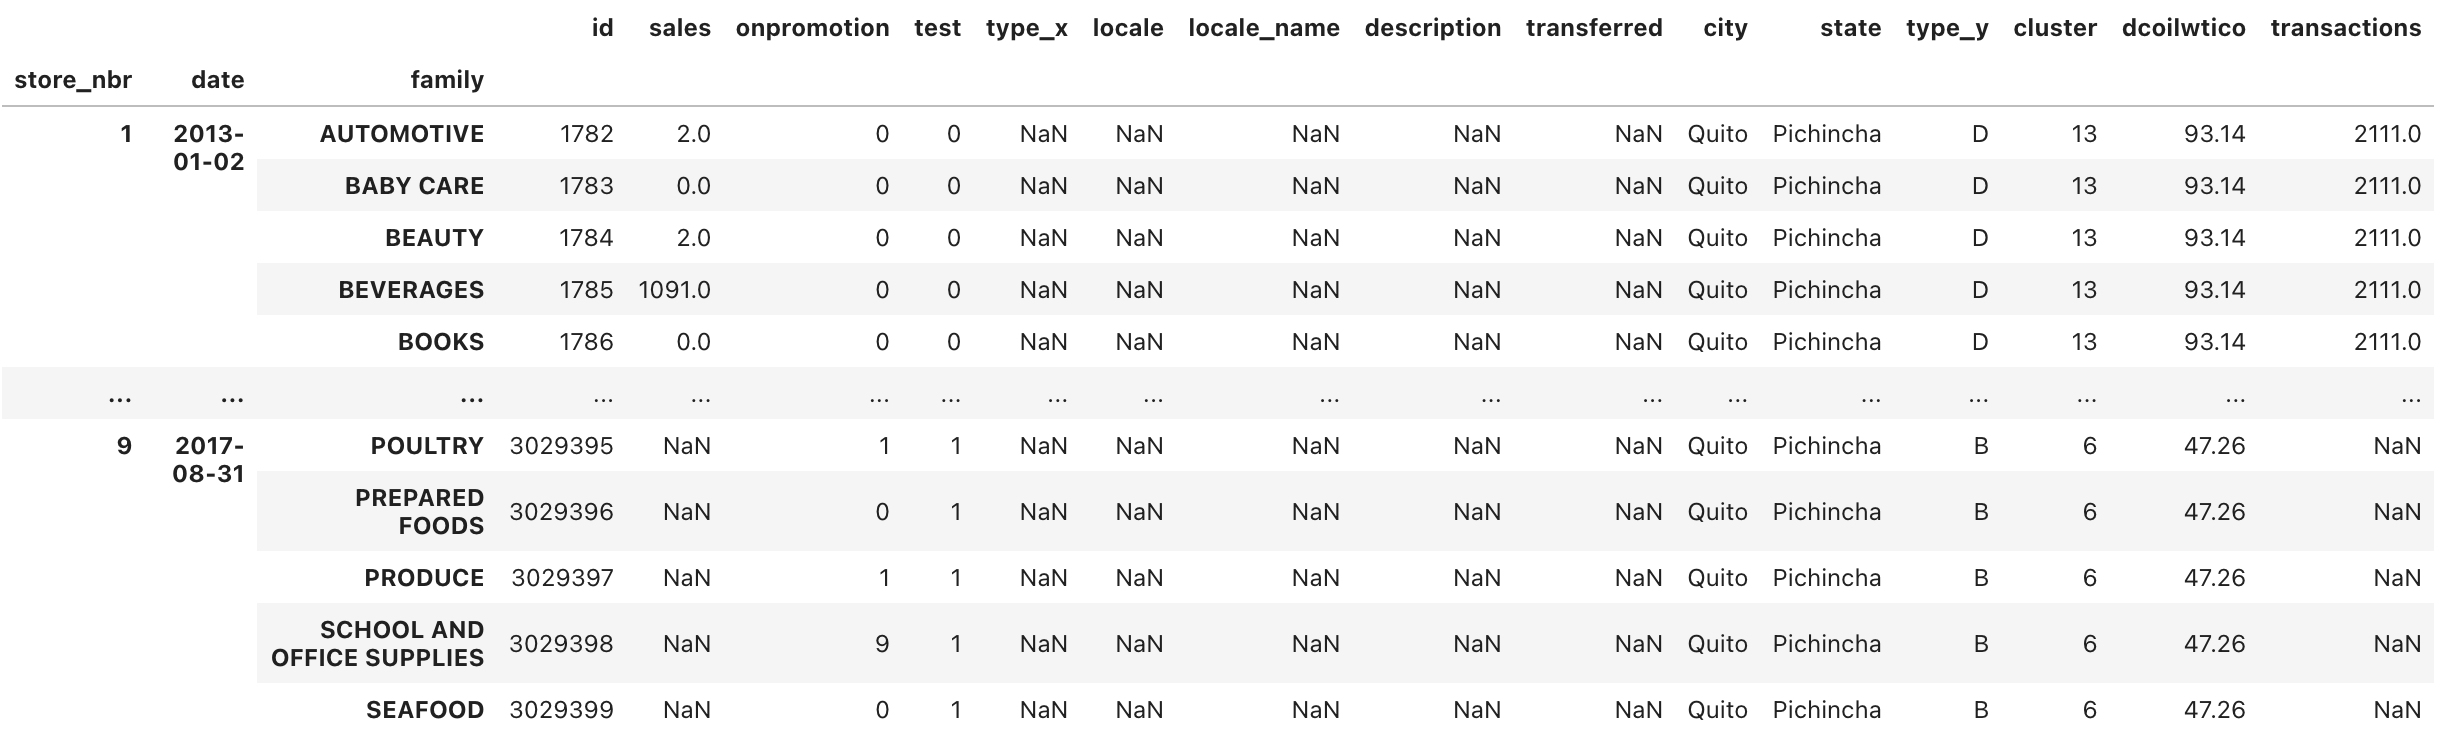 id sales onpromotion test type_x locale locale_name description transferred city state type_y cluster dcoilwtico transactions
store_nbr date family
1 2013-01-02 AUTOMOTIVE 1782 2.0 0 0 NaN NaN NaN NaN NaN Quito Pichincha D 13 93.14 2111.0
BABY CARE 1783 0.0 0 0 NaN NaN NaN NaN NaN Quito Pichincha D 13 93.14 2111.0
BEAUTY 1784 2.0 0 0 NaN NaN NaN NaN NaN Quito Pichincha D 13 93.14 2111.0
BEVERAGES 1785 1091.0 0 0 NaN NaN NaN NaN NaN Quito Pichincha D 13 93.14 2111.0
BOOKS 1786 0.0 0 0 NaN NaN NaN NaN NaN Quito Pichincha D 13 93.14 2111.0
... ... ... ... ... ... ... ... ... ... ... ... ... ... ... ... ... ...
9 2017-08-31 POULTRY 3029395 NaN 1 1 NaN NaN NaN NaN NaN Quito Pichincha B 6 47.26 NaN
PREPARED FOODS 3029396 NaN 0 1 NaN NaN NaN NaN NaN Quito Pichincha B 6 47.26 NaN
PRODUCE 3029397 NaN 1 1 NaN NaN NaN NaN NaN Quito Pichincha B 6 47.26 NaN
SCHOOL AND OFFICE SUPPLIES 3029398 NaN 9 1 NaN NaN NaN NaN NaN Quito Pichincha B 6 47.26 NaN
SEAFOOD 3029399 NaN 0 1 NaN NaN NaN NaN NaN Quito Pichincha B 6 47.26 NaN